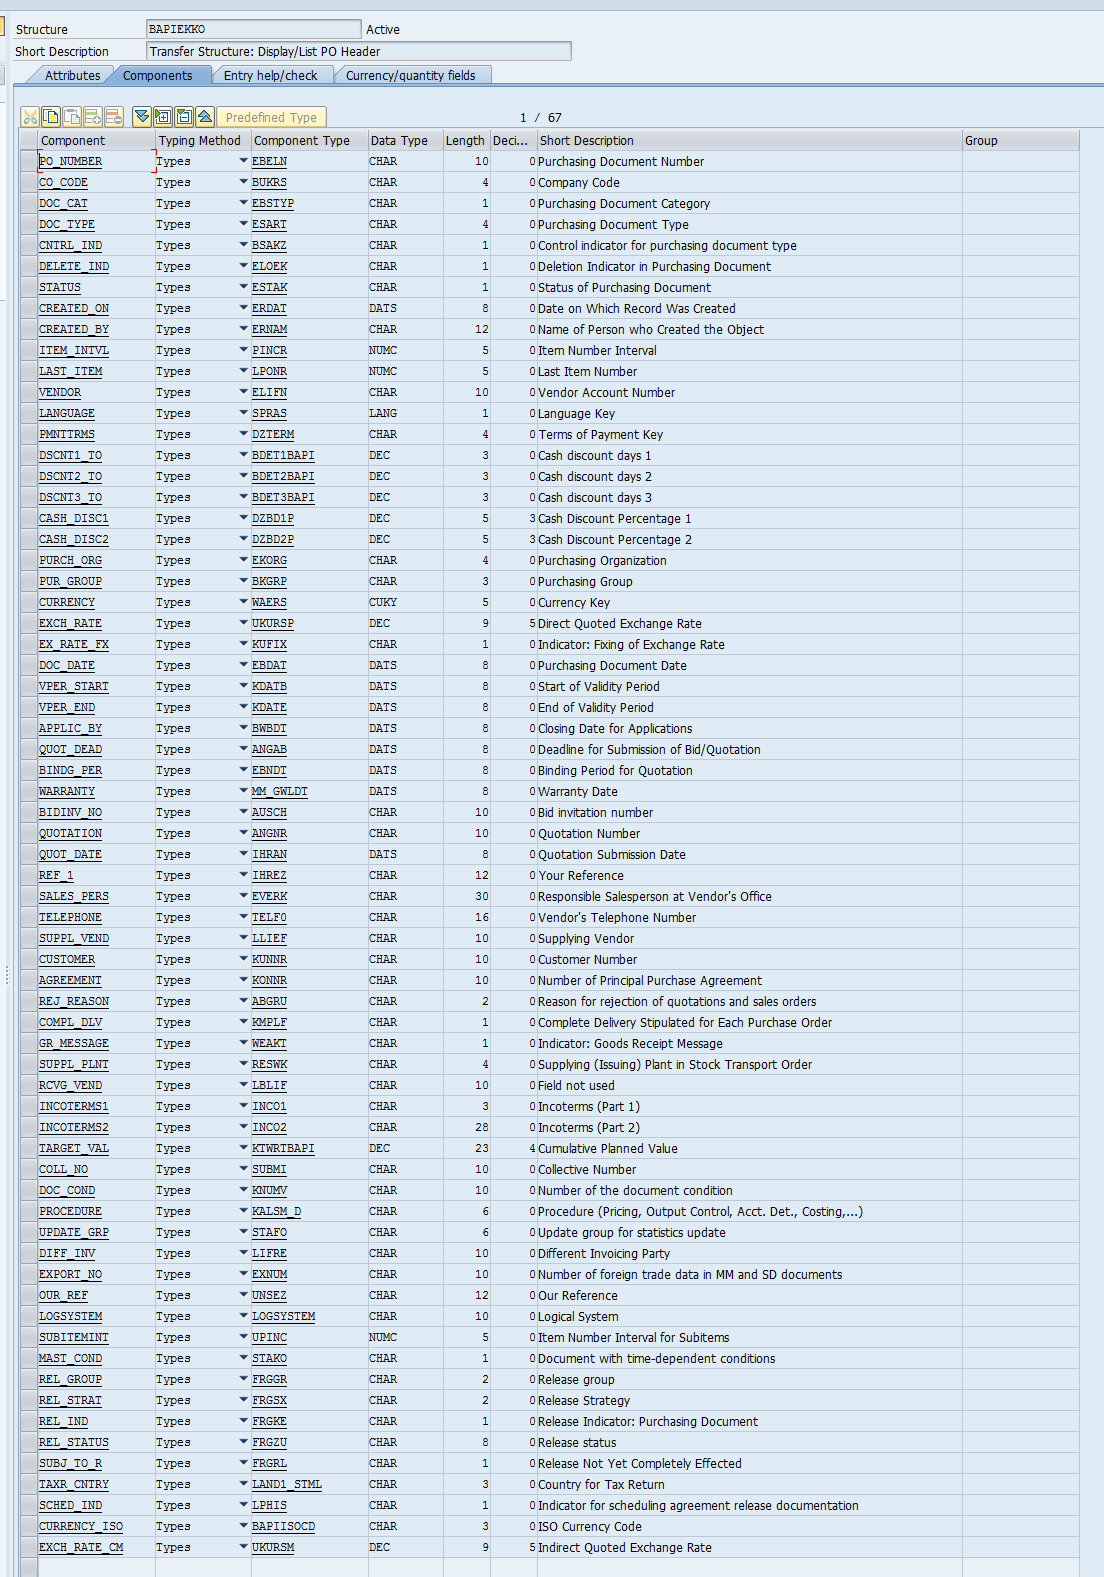 Structure BAPIEKKO Active
Short Description Transfer Structure: Display/List PO Header
Attributes Components Entry help/check Currency/quantity fields
Predefined Type 1 / 67
Component Typing Method Component Type Data Type Length Deci... Short Description Group
PO_NUMBER Types EBELN CHAR 10 0 Purchasing Document Number
CO_CODE Types BUKRS CHAR 4 0 Company Code
DOC_CAT Types EBSTYP CHAR 1 0 Purchasing Document Category
DOC_TYPE Types ESART CHAR 4 0 Purchasing Document Type
CNTRL_IND Types BSAKZ CHAR 1 0 Control indicator for purchasing document type
DELETE_IND Types ELOEK CHAR 1 0 Deletion Indicator in Purchasing Document
STATUS Types ESTAK CHAR 1 0 Status of Purchasing Document
CREATED_ON Types ERDAT DATS 8 0 Date on Which Record Was Created
CREATED_BY Types ERNAM CHAR 12 0 Name of Person who Created the Object
ITEM_INTVL Types PINCR NUMC 5 0 Item Number Interval
LAST_ITEM Types LPONR NUMC 5 0 Last Item Number
VENDOR Types ELIFN CHAR 10 0 Vendor Account Number
LANGUAGE Types SPRAS LANG 1 0 Language Key
PMNTTRMS Types DZTERM CHAR 4 0 Terms of Payment Key
DSCNT1_TO Types BDET1BAPI DEC 3 0 Cash discount days 1
DSCNT2_TO Types BDET2BAPI DEC 3 0 Cash discount days 2
DSCNT3_TO Types BDET3BAPI DEC 3 0 Cash discount days 3
CASH_DISC1 Types DZBD1P DEC 5 3 Cash Discount Percentage 1
CASH_DISC2 Types DZBD2P DEC 5 3 Cash Discount Percentage 2
PURCH_ORG Types EKORG CHAR 4 0 Purchasing Organization
PUR_GROUP Types BKGRP CHAR 3 0 Purchasing Group
CURRENCY Types WAERS CUKY 5 0 Currency Key
EXCH_RATE Types UKURSP DEC 9 5 Direct Quoted Exchange Rate
EX_RATE_FX Types KUFIX CHAR 1 0 Indicator: Fixing of Exchange Rate
DOC_DATE Types EBDAT DATS 8 0 Purchasing Document Date
VPER_START Types KDATB DATS 8 0 Start of Validity Period
VPER_END Types KDATE DATS 8 0 End of Validity Period
APPLIC_BY Types BWBDT DATS 8 0 Closing Date for Applications
QUOT_DEAD Types ANGAB DATS 8 0 Deadline for Submission of Bid/Quotation
BINDG_PER Types EBNDT DATS 8 0 Binding Period for Quotation
WARRANTY Types MM_GWLDT DATS 8 0 Warranty Date
BIDINV_NO Types AUSCH CHAR 10 0 Bid invitation number
QUOTATION Types ANGNR CHAR 10 0 Quotation Number
QUOT_DATE Types IHRAN DATS 8 0 Quotation Submission Date
REF_1 Types IHREZ CHAR 12 0 Your Reference
SALES_PERS Types EVERK CHAR 30 0 Responsible Salesperson at Vendor's Office
TELEPHONE Types TELF0 CHAR 16 0 Vendor's Telephone Number
SUPPL_VEND Types LLIEF CHAR 10 0 Supplying Vendor
CUSTOMER Types KUNNR CHAR 10 0 Customer Number
AGREEMENT Types KONNR CHAR 10 0 Number of Principal Purchase Agreement
REJ_REASON Types ABGRU CHAR 2 0 Reason for rejection of quotations and sales orders
COMPL_DLV Types KMPLF CHAR 1 0 Complete Delivery Stipulated for Each Purchase Order
GR_MESSAGE Types WEAKT CHAR 1 0 Indicator: Goods Receipt Message
SUPPL_PLNT Types RESWK CHAR 4 0 Supplying (Issuing) Plant in Stock Transport Order
RCVG_VEND Types LBLIF CHAR 10 0 Field not used
INCOTERMS1 Types INCO1 CHAR 3 0 Incoterms (Part 1)
INCOTERMS2 Types INCO2 CHAR 28 0 Incoterms (Part 2)
TARGET_VAL Types KTWRTBAPI DEC 23 4 Cumulative Planned Value
COLL_NO Types SUBMI CHAR 10 0 Collective Number
DOC_COND Types KNUMV CHAR 10 0 Number of the document condition
PROCEDURE Types KALSM_D CHAR 6 0 Procedure (Pricing, Output Control, Acct. Det., Costing,...)
UPDATE_GRP Types STAFO CHAR 6 0 Update group for statistics update
DIFF_INV Types LIFRE CHAR 10 0 Different Invoicing Party
EXPORT_NO Types EXNUM CHAR 10 0 Number of foreign trade data in MM and SD documents
OUR_REF Types UNSEZ CHAR 12 0 Our Reference
LOGSYSTEM Types LOGSYSTEM CHAR 10 0 Logical System
SUBITEMINT Types UPINC NUMC 5 0 Item Number Interval for Subitems
MAST_COND Types STAKO CHAR 1 0 Document with time-dependent conditions
REL_GROUP Types FRGGR CHAR 2 0 Release group
REL_STRAT Types FRGSX CHAR 2 0 Release Strategy
REL_IND Types FRGKE CHAR 1 0 Release Indicator: Purchasing Document
REL_STATUS Types FRGZU CHAR 8 0 Release status
SUBJ_TO_R Types FRGRL CHAR 1 0 Release Not Yet Completely Effected
TAXR_CNTRY Types LAND1_STML CHAR 3 0 Country for Tax Return
SCHED_IND Types LPHIS CHAR 1 0 Indicator for scheduling agreement release documentation
CURRENCY_ISO Types BAPIISOCD CHAR 3 0 ISO Currency Code
EXCH_RATE_CM Types UKURSM DEC 9 5 Indirect Quoted Exchange Rate